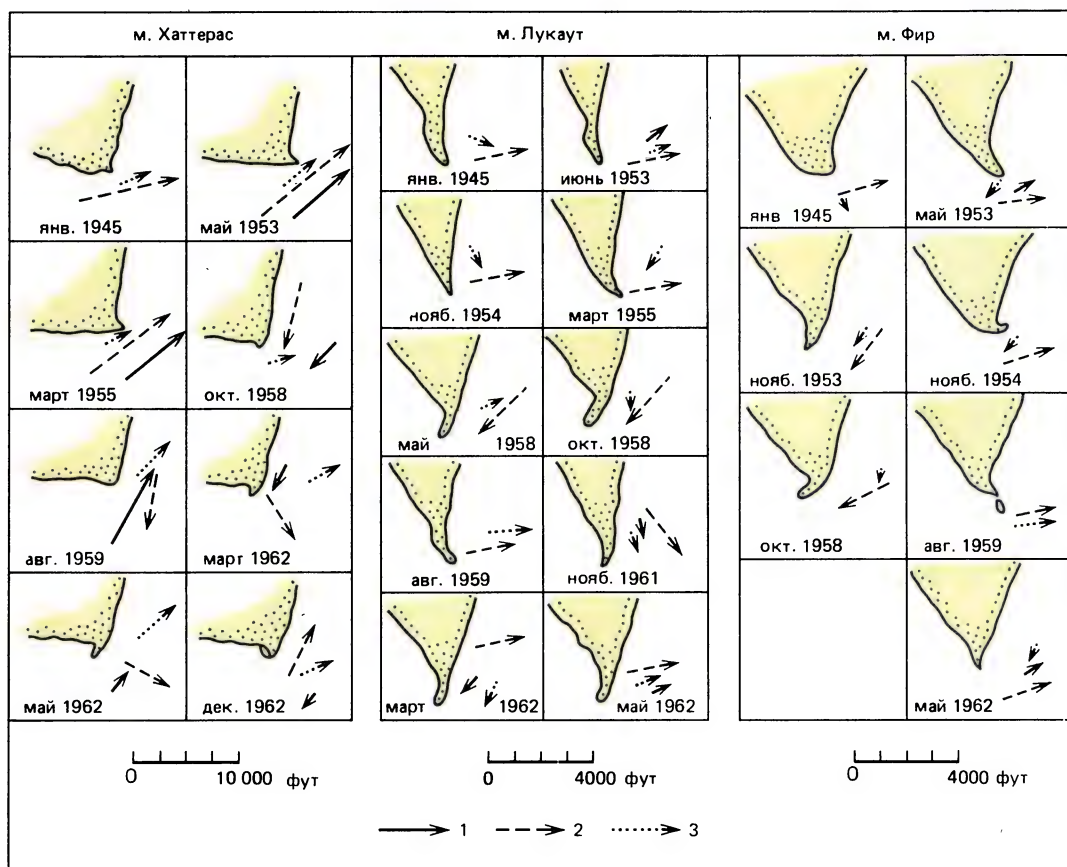 м. Хаттерас
м. Лукаут
м. Фир
янв. 1945
май 1953
янв. 1945
июнь 1953
янв 1945
май 1953
март 1955
окт. 1958
нояб. 1954
март 1955
нояб. 1953
нояб. 1954
авг. 1959
март 1962
май 1958
окт. 1958
окт. 1958
авг. 1959
май 1962
дек. 1962
авг. 1959
нояб. 1961
март 1962
май 1962
май 1962
0 10 000 фут
0 4000 фут
0 4000 фут
1 2 3